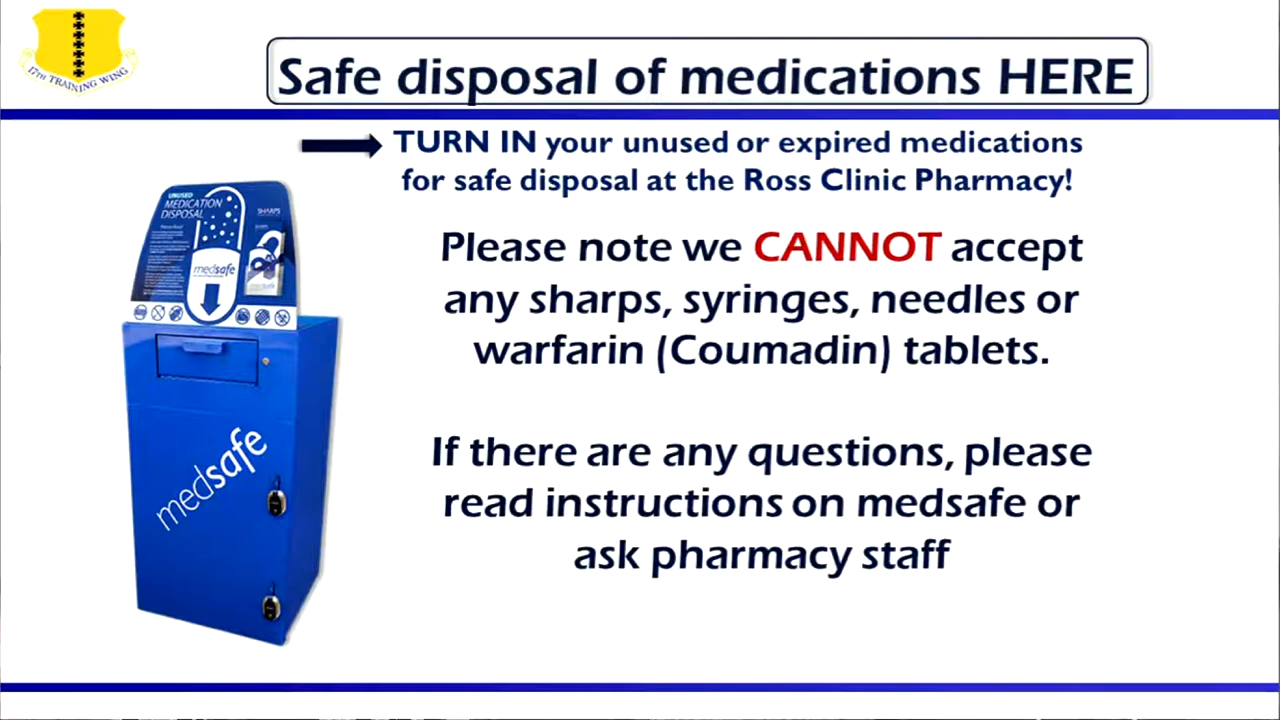 17TH TRAINING WING
Safe disposal of medications HERE
TURN IN your unused or expired medications
for safe disposal at the Ross Clinic Pharmacy!
UNUSED
MEDICATION
DISPOSAL
SHARPS
medsafe
medsafe
Please note we CANNOT accept
any sharps, syringes, needles or
warfarin (Coumadin) tablets.
If there are any questions, please
read instructions on medsafe or
ask pharmacy staff